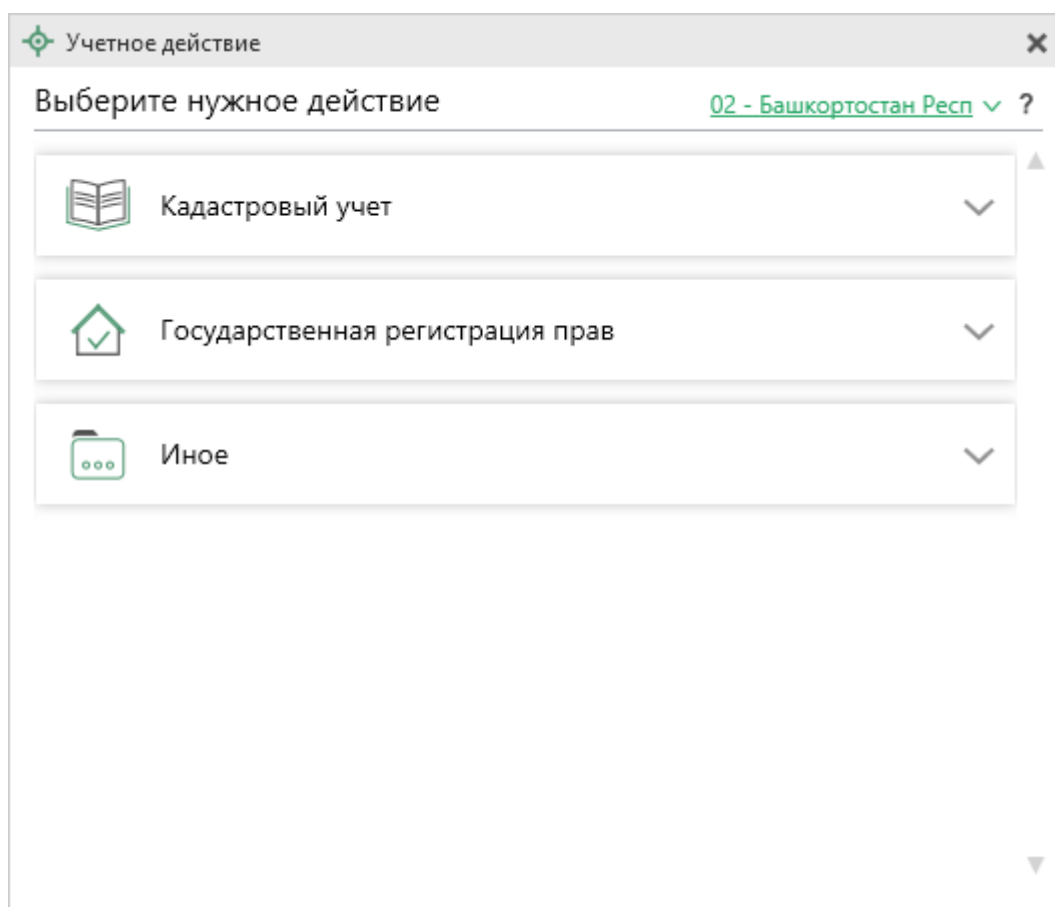 Учетное действие
Выберите нужное действие
02 - Башкортостан Респ ?
Кадастровый учет
Государственная регистрация прав
Иное